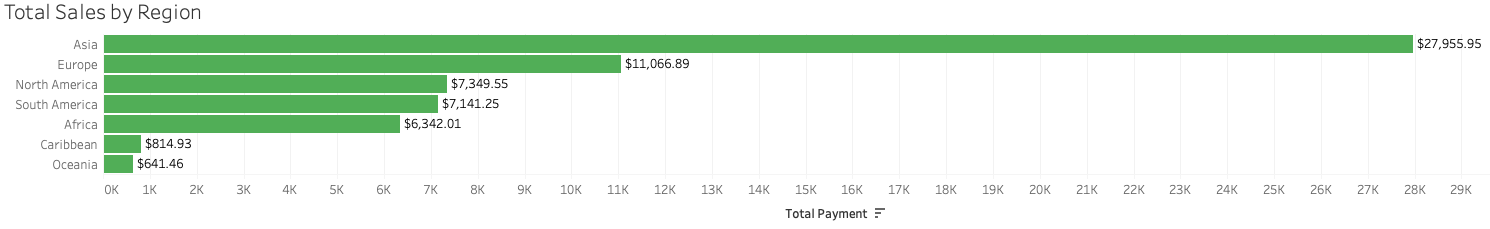 Total Sales by Region
Asia $27,955.95
Europe $11,066.89
North America $7,349.55
South America $7,141.25
Africa $6,342.01
Caribbean $814.93
Oceania $641.46
0K 1K 2K 3K 4K 5K 6K 7K 8K 9K 10K 11K 12K 13K 14K 15K 16K 17K 18K 19K 20K 21K 22K 23K 24K 25K 26K 27K 28K 29K
Total Payment